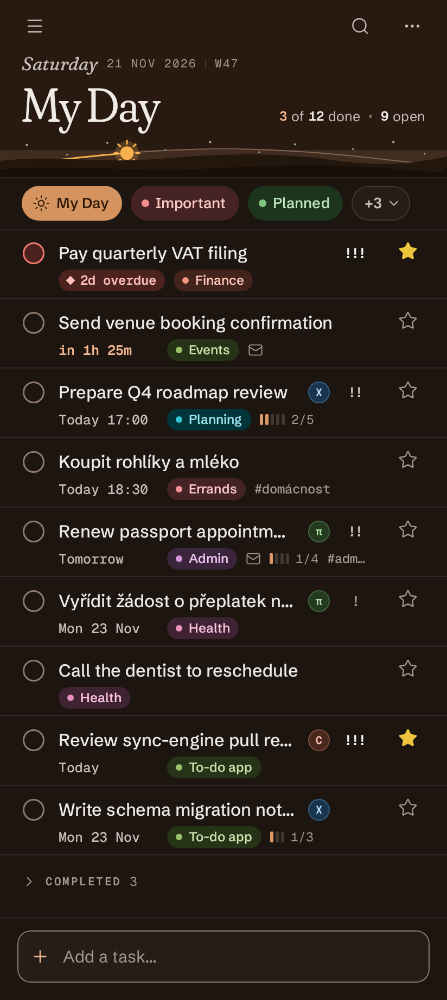 Saturday 21 NOV 2026 | W47
My Day
3 of 12 done • 9 open
My Day
Important
Planned
+3
Pay quarterly VAT filing !!!
2d overdue Finance
Send venue booking confirmation
in 1h 25m Events
Prepare Q4 roadmap review X !!
Today 17:00 Planning 2/5
Koupit rohlíky a mléko
Today 18:30 Errands #domácnost
Renew passport appointm… π !!
Tomorrow Admin 1/4 #adm…
Vyřídit žádost o přeplatek n… π !
Mon 23 Nov Health
Call the dentist to reschedule
Health
Review sync-engine pull re… C !!!
Today To-do app
Write schema migration not… X
Mon 23 Nov To-do app 1/3
COMPLETED 3
+ Add a task…